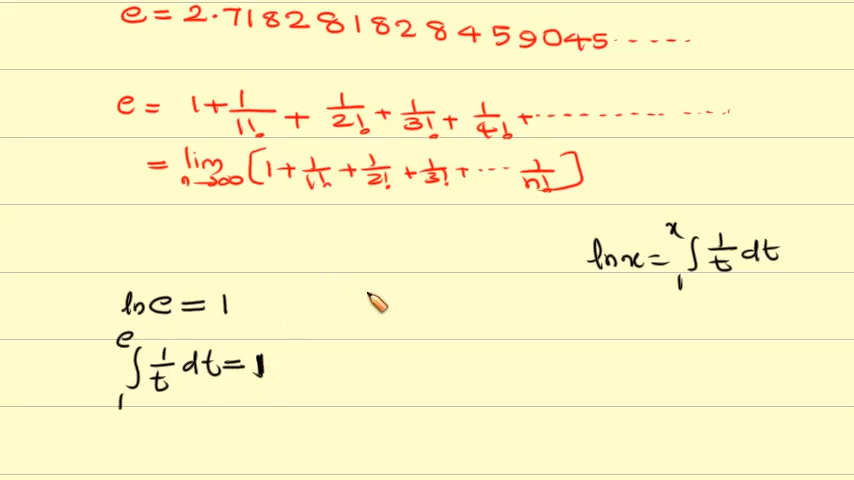 e = 2.718281828459045.....
e = 1 + 1/1! + 1/2! + 1/3! + 1/4! + ............
= lim n→∞ [1 + 1/1! + 1/2! + 1/3! + ... 1/n!]
ln x = ∫₁ˣ 1/t dt
ln e = 1
∫₁ᵉ 1/t dt = 1